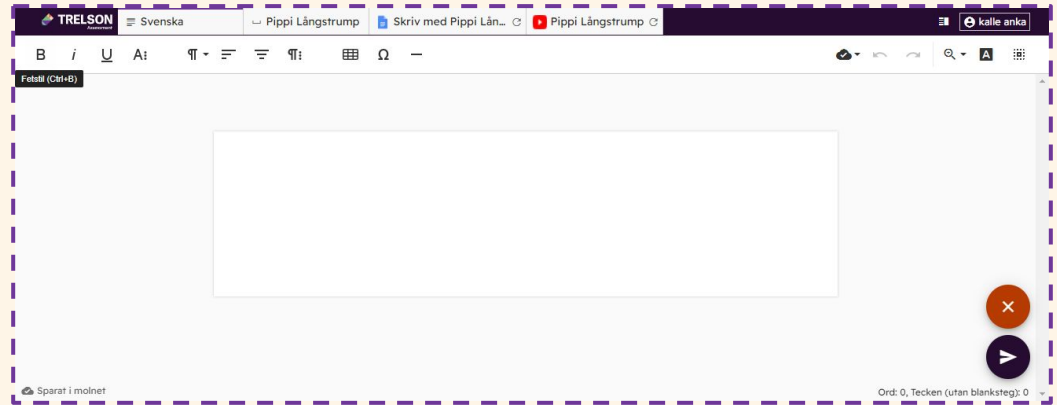 TRELSON
Assessment
Svenska
Pippi Långstrump
Skriv med Pippi Lån...
Pippi Långstrump
kalle anka
B i U A Ω A
Fetstil (Ctrl+B)
Sparat i molnet
Ord: 0, Tecken (utan blanksteg): 0